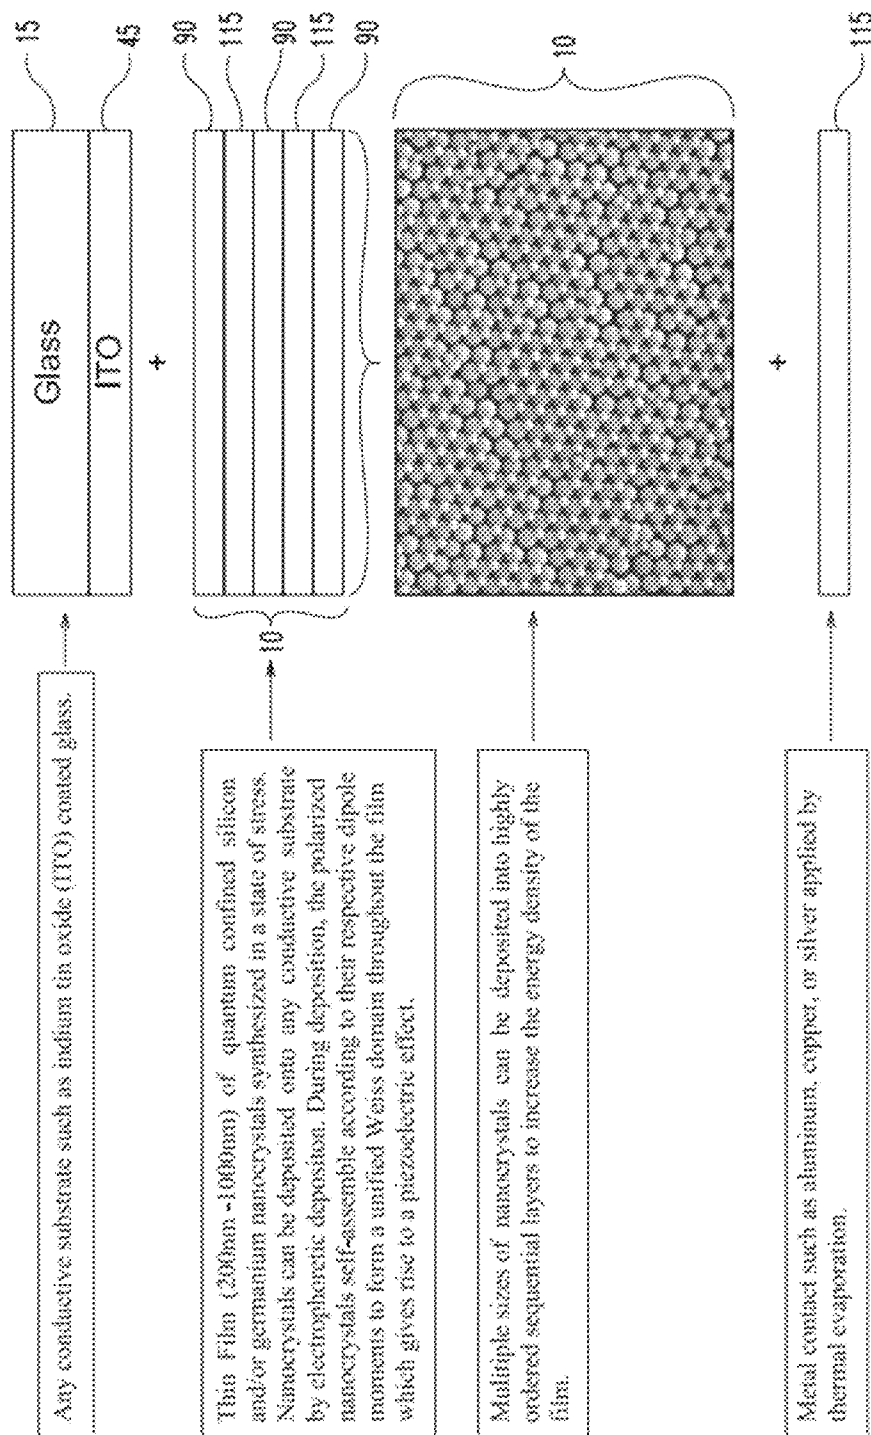 Any conductive substrate such as indium tin oxide (ITO) coated glass.
Glass
ITO
15
45
+
Thin Film (200nm -1000nm) of quantum confined silicon
and/or germanium nanocrystals synthesized in a state of stress.
Nanocrystals can be deposited onto any conductive substrate
by electrophoretic depositon. During deposition, the polarized
nanocrystals self-assemble according to their respective dipole
moments to form a unified Weiss domain throughout the film
which gives rise to a piezoelectric effect.
10
90
115
90
115
90
Multiple sizes of nanocrystals can be deposited into highly
ordered sequential layers to increase the energy density of the
film.
10
+
Metal contact such as aluminum, copper, or silver applied by
thermal evaporation.
115